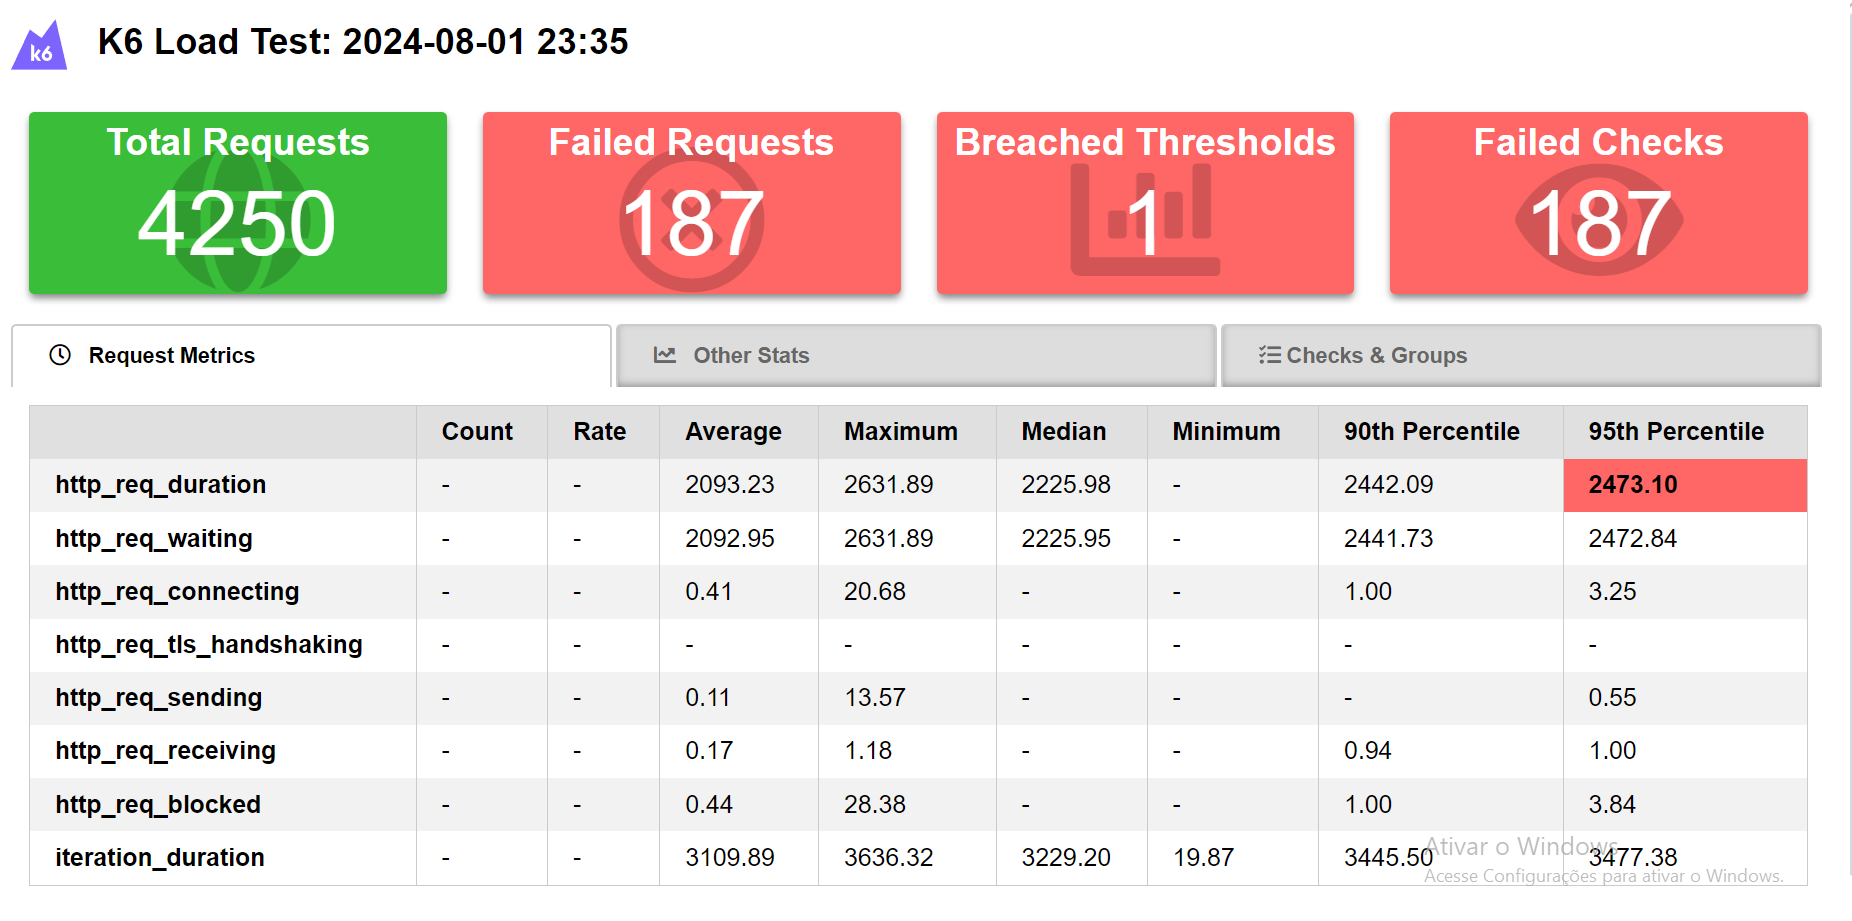 k6
K6 Load Test: 2024-08-01 23:35
Total Requests
4250
Failed Requests
187
Breached Thresholds
1
Failed Checks
187
Request Metrics
Other Stats
Checks & Groups
Count Rate Average Maximum Median Minimum 90th Percentile 95th Percentile
http_req_duration - - 2093.23 2631.89 2225.98 - 2442.09 2473.10
http_req_waiting - - 2092.95 2631.89 2225.95 - 2441.73 2472.84
http_req_connecting - - 0.41 20.68 - - 1.00 3.25
http_req_tls_handshaking - - - - - - - -
http_req_sending - - 0.11 13.57 - - - 0.55
http_req_receiving - - 0.17 1.18 - - 0.94 1.00
http_req_blocked - - 0.44 28.38 - - 1.00 3.84
iteration_duration - - 3109.89 3636.32 3229.20 19.87 3445.50 3477.38
Ativar o Windows
Acesse Configurações para ativar o Windows.